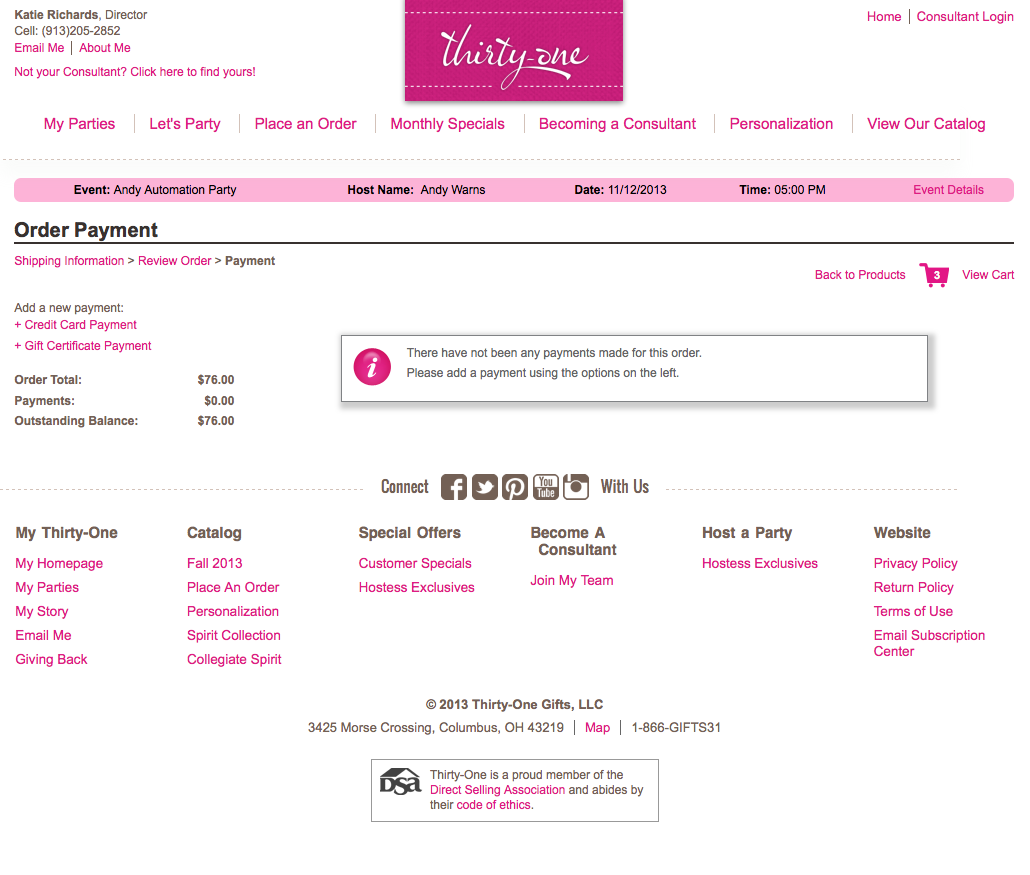 Katie Richards, Director
Cell: (913)205-2852
Email Me | About Me
Not your Consultant? Click here to find yours!
thirty-one
Home | Consultant Login
My Parties | Let's Party | Place an Order | Monthly Specials | Becoming a Consultant | Personalization | View Our Catalog
Event: Andy Automation Party Host Name: Andy Warns Date: 11/12/2013 Time: 05:00 PM Event Details
Order Payment
Shipping Information > Review Order > Payment
Back to Products 3 View Cart
Add a new payment:
+ Credit Card Payment
+ Gift Certificate Payment
Order Total: $76.00
Payments: $0.00
Outstanding Balance: $76.00
i
There have not been any payments made for this order.
Please add a payment using the options on the left.
Connect You Tube With Us
My Thirty-One
My Homepage
My Parties
My Story
Email Me
Giving Back
Catalog
Fall 2013
Place An Order
Personalization
Spirit Collection
Collegiate Spirit
Special Offers
Customer Specials
Hostess Exclusives
Become A
Consultant
Join My Team
Host a Party
Hostess Exclusives
Website
Privacy Policy
Return Policy
Terms of Use
Email Subscription
Center
© 2013 Thirty-One Gifts, LLC
3425 Morse Crossing, Columbus, OH 43219 | Map | 1-866-GIFTS31
DSA
Thirty-One is a proud member of the
Direct Selling Association and abides by
their code of ethics.